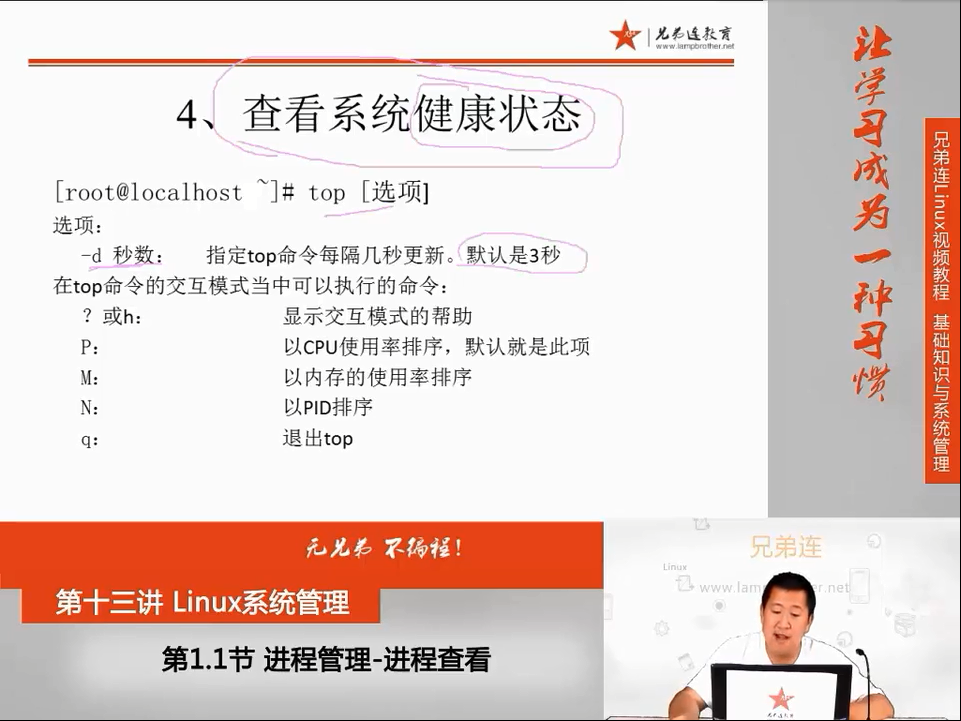 兄弟连教育
www.lampbrother.net
4、查看系统健康状态
[root@localhost ~]# top [选项]
选项：
-d 秒数： 指定top命令每隔几秒更新。默认是3秒
在top命令的交互模式当中可以执行的命令：
？或h： 显示交互模式的帮助
P： 以CPU使用率排序，默认就是此项
M： 以内存的使用率排序
N： 以PID排序
q： 退出top
让学习成为一种习惯
兄弟连Linux视频教程 基础知识与系统管理
无兄弟 不编程！
第十三讲 Linux系统管理
第1.1节 进程管理-进程查看
兄弟连
Linux
www.lam
er.net